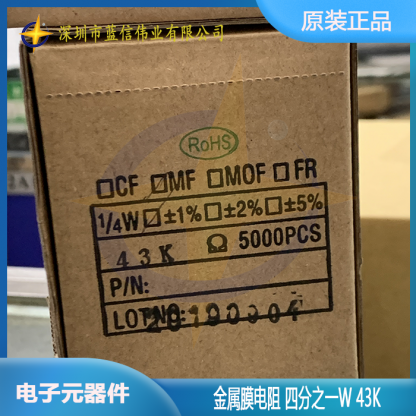 深圳市蓝信伟业有限公司
原装正品
RoHS
□CF ☑MF □MOF □FR
1/4W ☑±1% □±2% □±5%
43K Ω 5000PCS
P/N:
LOTNO: 20190904
电子元器件
金属膜电阻 四分之一W 43K